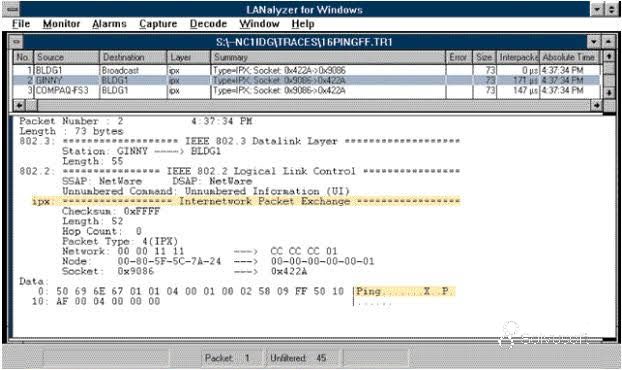 LANalyzer for Windows
File Monitor Alarms Capture Decode Window Help
S:\~NC1IDG\TRACES\16PINGFF.TR1
No. Source Destination Layer Summary Error Size Interpacke Absolute Time
1 BLDG1 Broadcast ipx Type=IPX; Socket: 0x422A->0x9086 73 0 µs 4:37:34 PM
2 GINNY BLDG1 ipx Type=IPX; Socket: 0x9086->0x422A 73 171 µs 4:37:34 PM
3 COMPAQ-FS3 BLDG1 ipx Type=IPX; Socket: 0x9086->0x422A 73 147 µs 4:37:34 PM
Packet Number : 2 4:37:34 PM
Length : 73 bytes
802.3: =================== IEEE 802.3 Datalink Layer ===================
Station: GINNY ----> BLDG1
Length: 55
802.2: ================ IEEE 802.2 Logical Link Control ================
SSAP: NetWare DSAP: NetWare
Unnumbered Command: Unnumbered Information (UI)
ipx: =================== Internetwork Packet Exchange ===================
Checksum: 0xFFFF
Length: 52
Hop Count: 0
Packet Type: 4(IPX)
Network: 00 00 11 11 ---> CC CC CC 01
Node: 00-80-5F-5C-7A-24 ---> 00-00-00-00-00-01
Socket: 0x9086 ---> 0x422A
Data:
0: 50 69 6E 67 01 01 04 00 01 00 02 58 09 FF 50 10 |Ping.......X..P.
10: AF 00 04 00 00 00 |......
Packet: 1 Unfiltered: 45